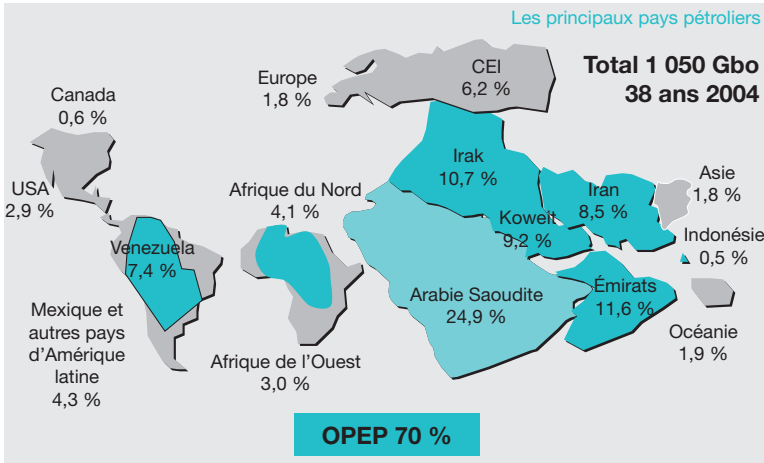 Les principaux pays pétroliers
Total 1 050 Gbo
38 ans 2004
CEI
6,2 %
Europe
1,8 %
Canada
0,6 %
USA
2,9 %
Irak
10,7 %
Asie
1,8 %
Iran
8,5 %
Afrique du Nord
4,1 %
Koweït
9,2 %
Indonésie
0,5 %
Venezuela
7,4 %
Arabie Saoudite
24,9 %
Émirats
11,6 %
Mexique et
autres pays
d’Amérique
latine
4,3 %
Océanie
1,9 %
Afrique de l’Ouest
3,0 %
OPEP 70 %